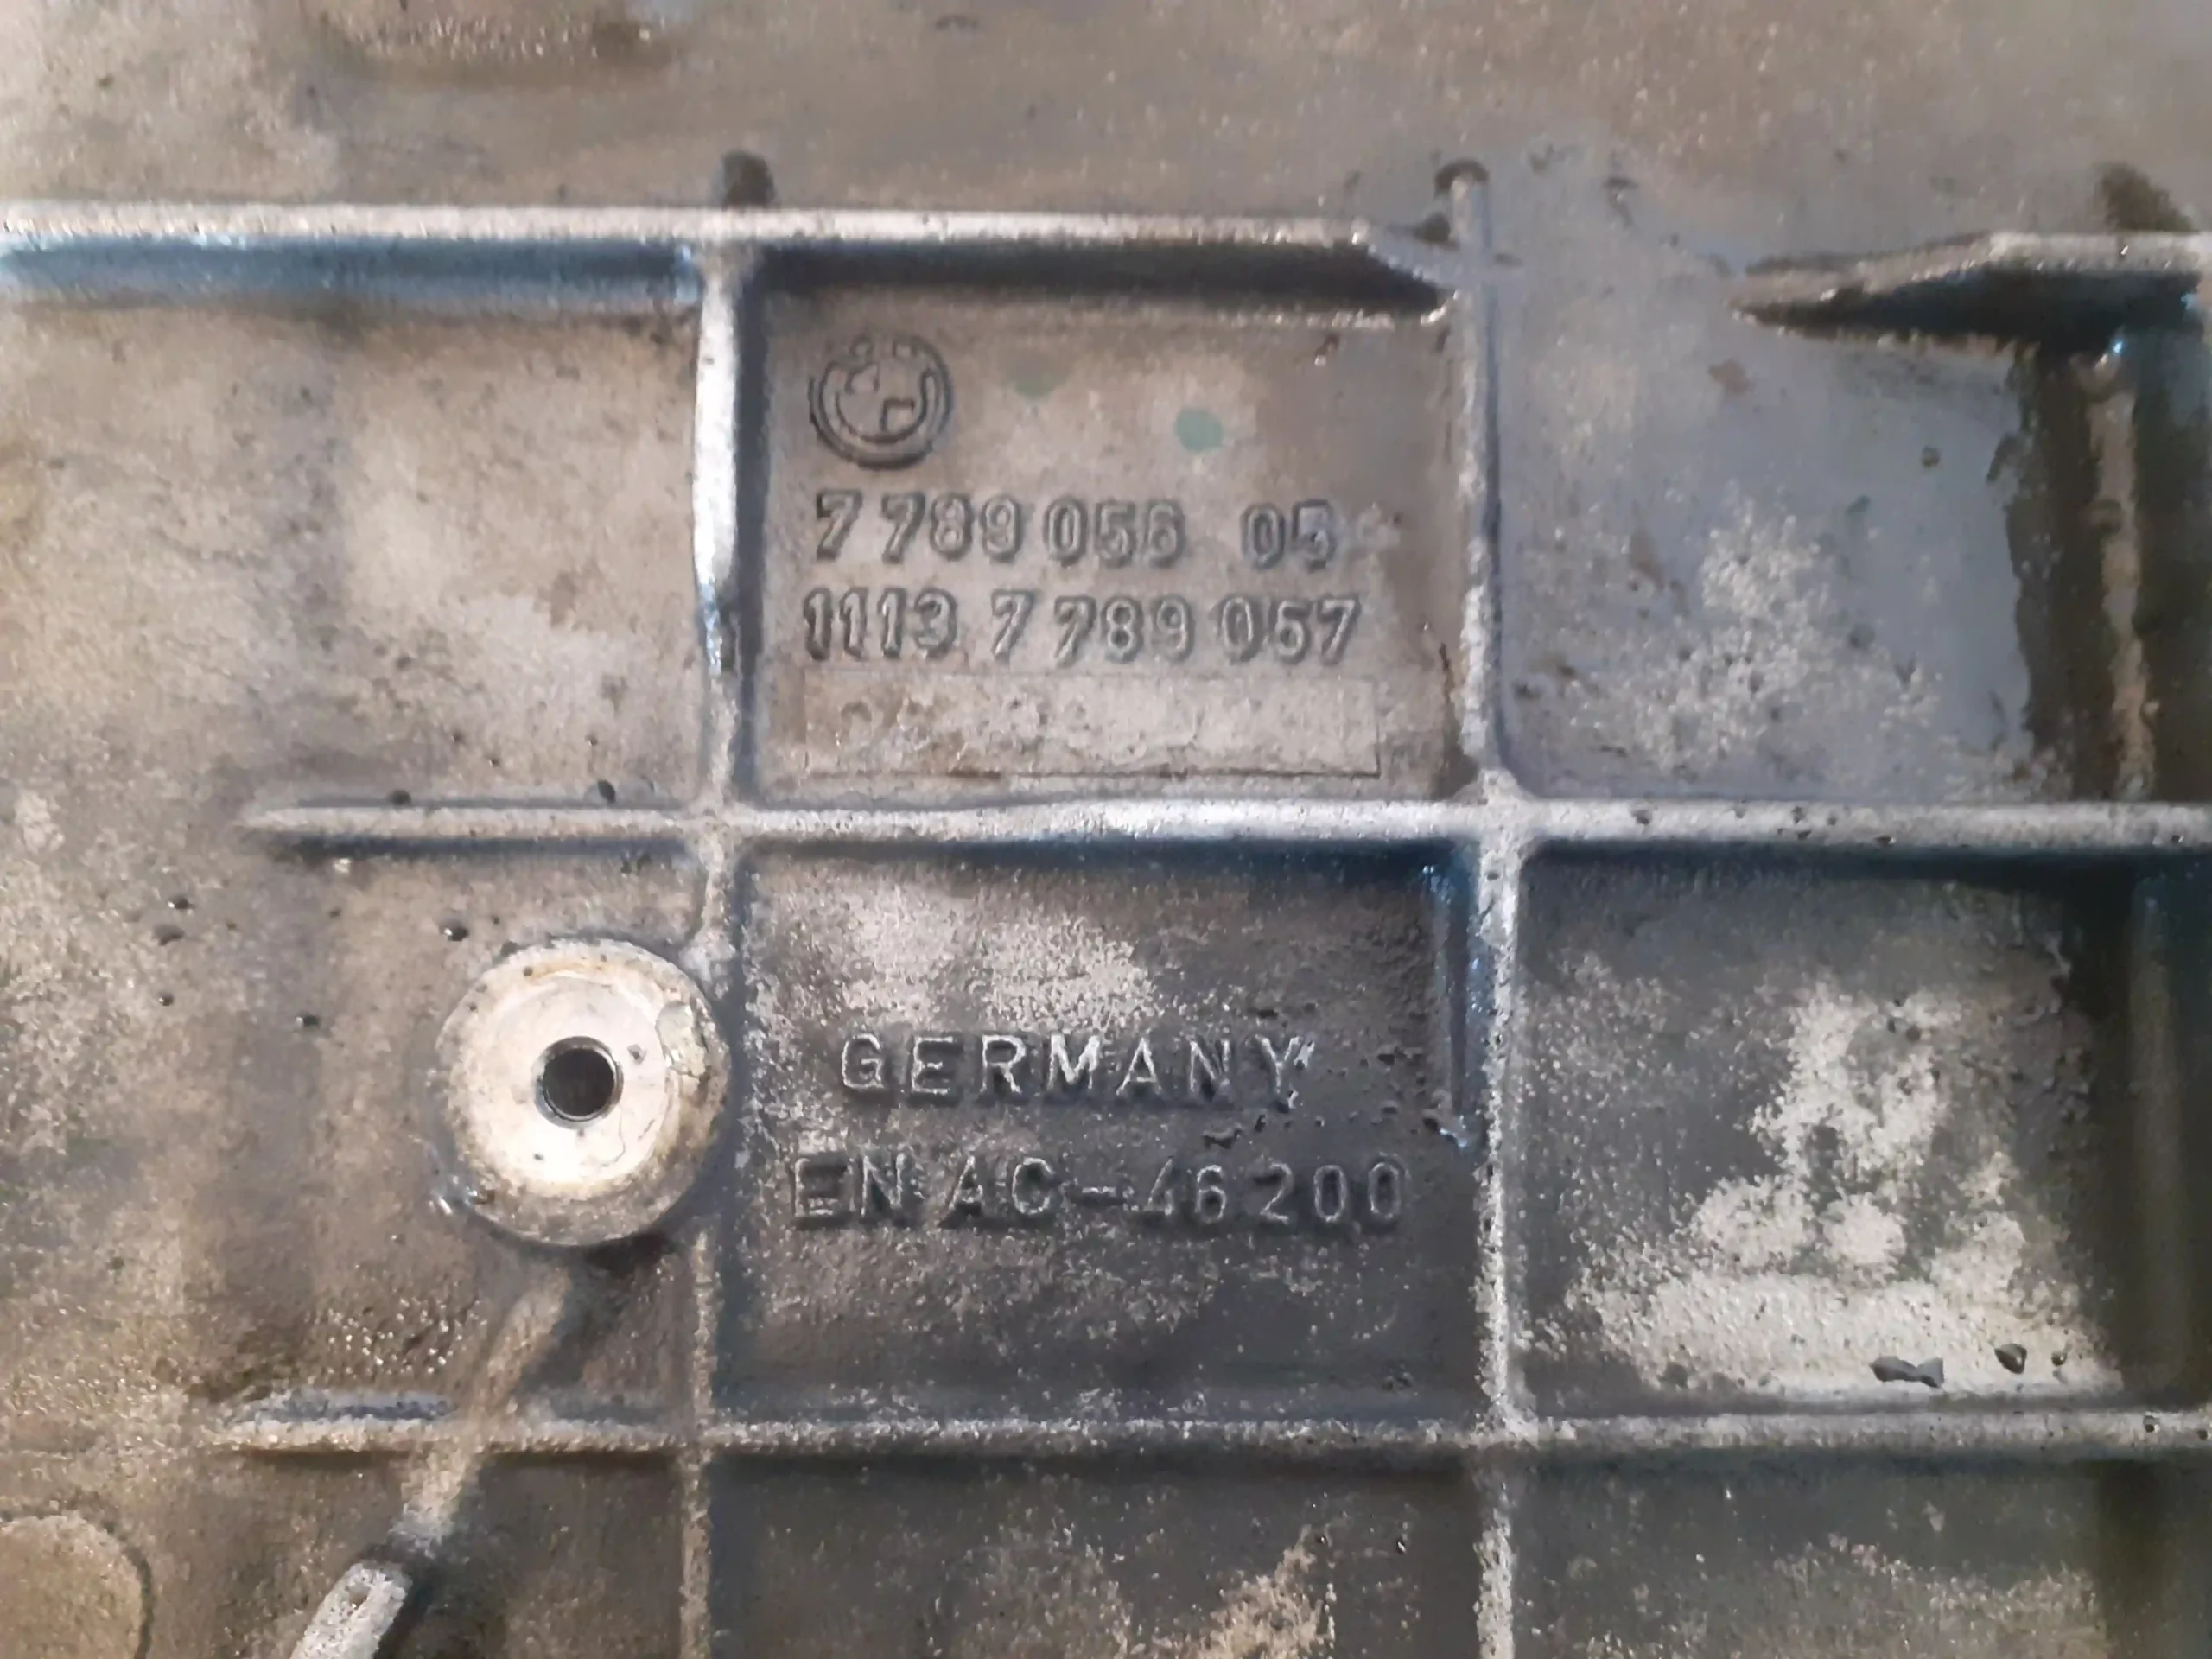 7 789 056 05
1113 7 789 057
GERMANY
EN AC-46200